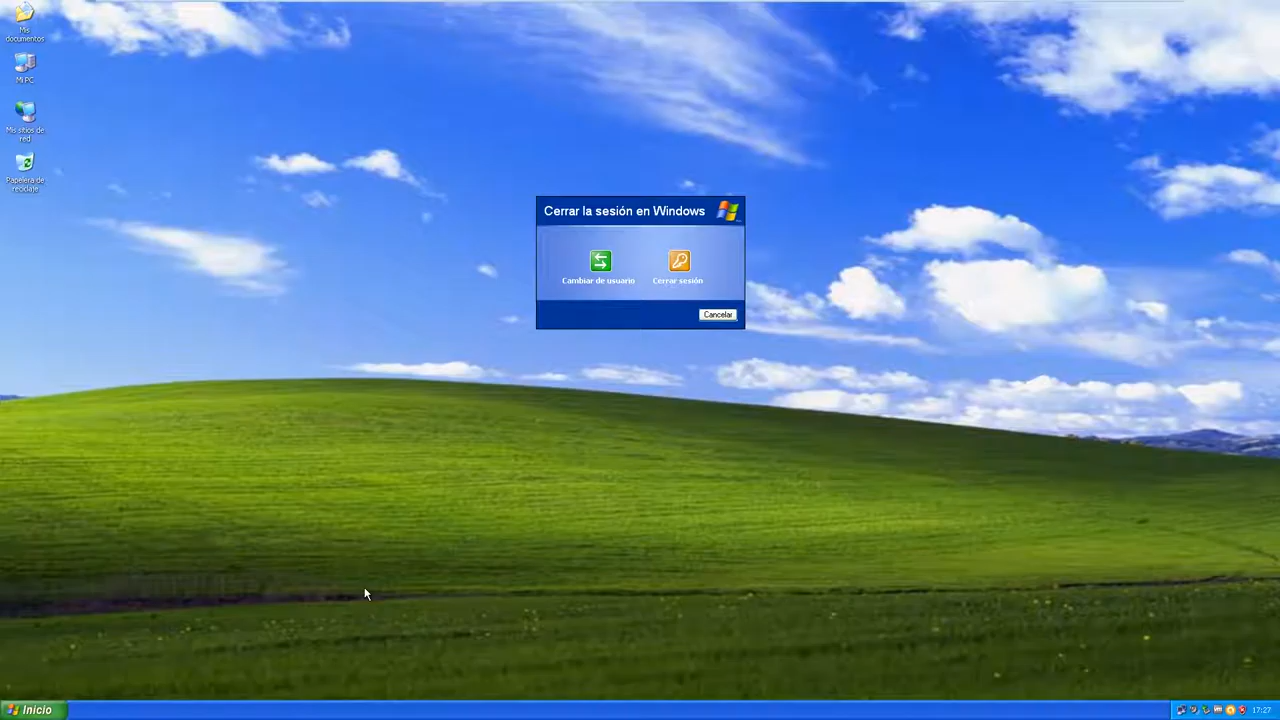 Mis
documentos
Mi PC
Mis sitios de
red
Papelera de
reciclaje
Cerrar la sesión en Windows
Cambiar de usuario
Cerrar sesión
Cancelar
Inicio
17:27